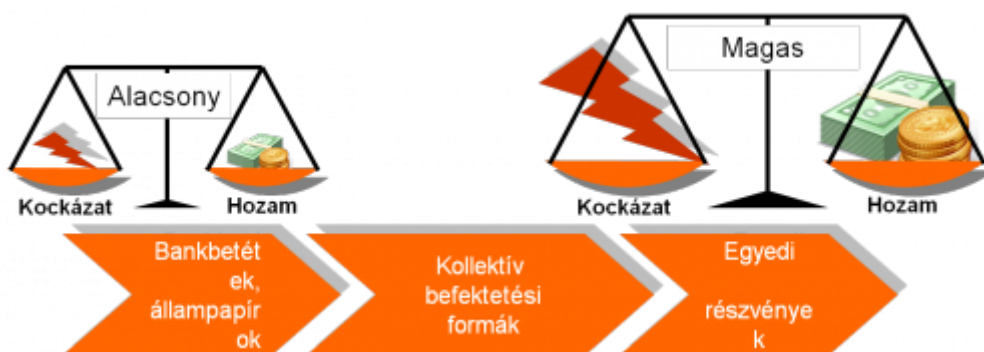 Alacsony
Kockázat
Hozam
Magas
Kockázat
Hozam
Bankbetét
ek,
állampapír
ok
Kollektív
befektetési
formák
Egyedi
részvénye
k